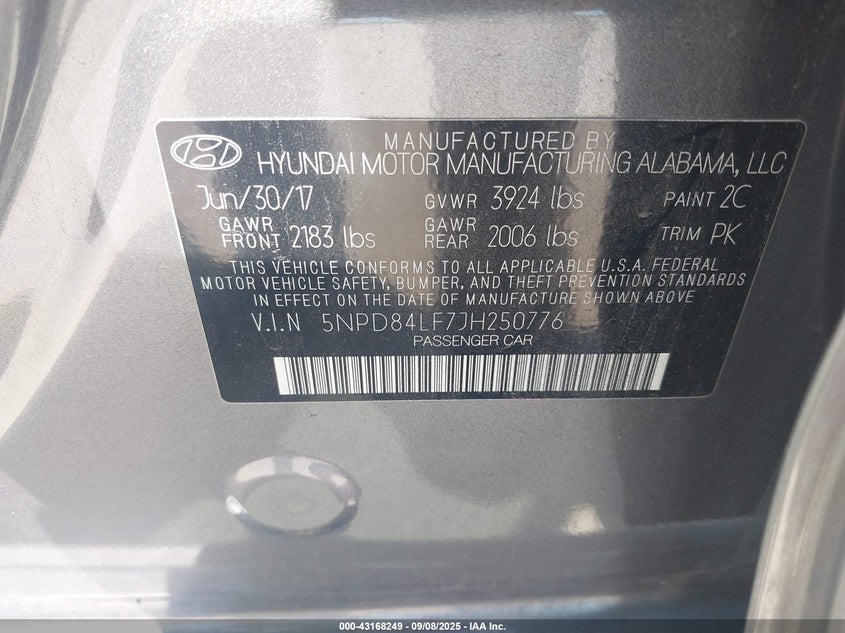 MANUFACTURED BY
HYUNDAI MOTOR MANUFACTURING ALABAMA, LLC
Jun/30/17 GVWR 3924 lbs PAINT 2C
GAWR FRONT 2183 lbs GAWR REAR 2006 lbs TRIM PK
THIS VEHICLE CONFORMS TO ALL APPLICABLE U.S.A. FEDERAL
MOTOR VEHICLE SAFETY, BUMPER, AND THEFT PREVENTION STANDARDS
IN EFFECT ON THE DATE OF MANUFACTURE SHOWN ABOVE
V.I.N 5NPD84LF7JH250776
PASSENGER CAR
000-43168249 - 09/08/2025 - IAA Inc.